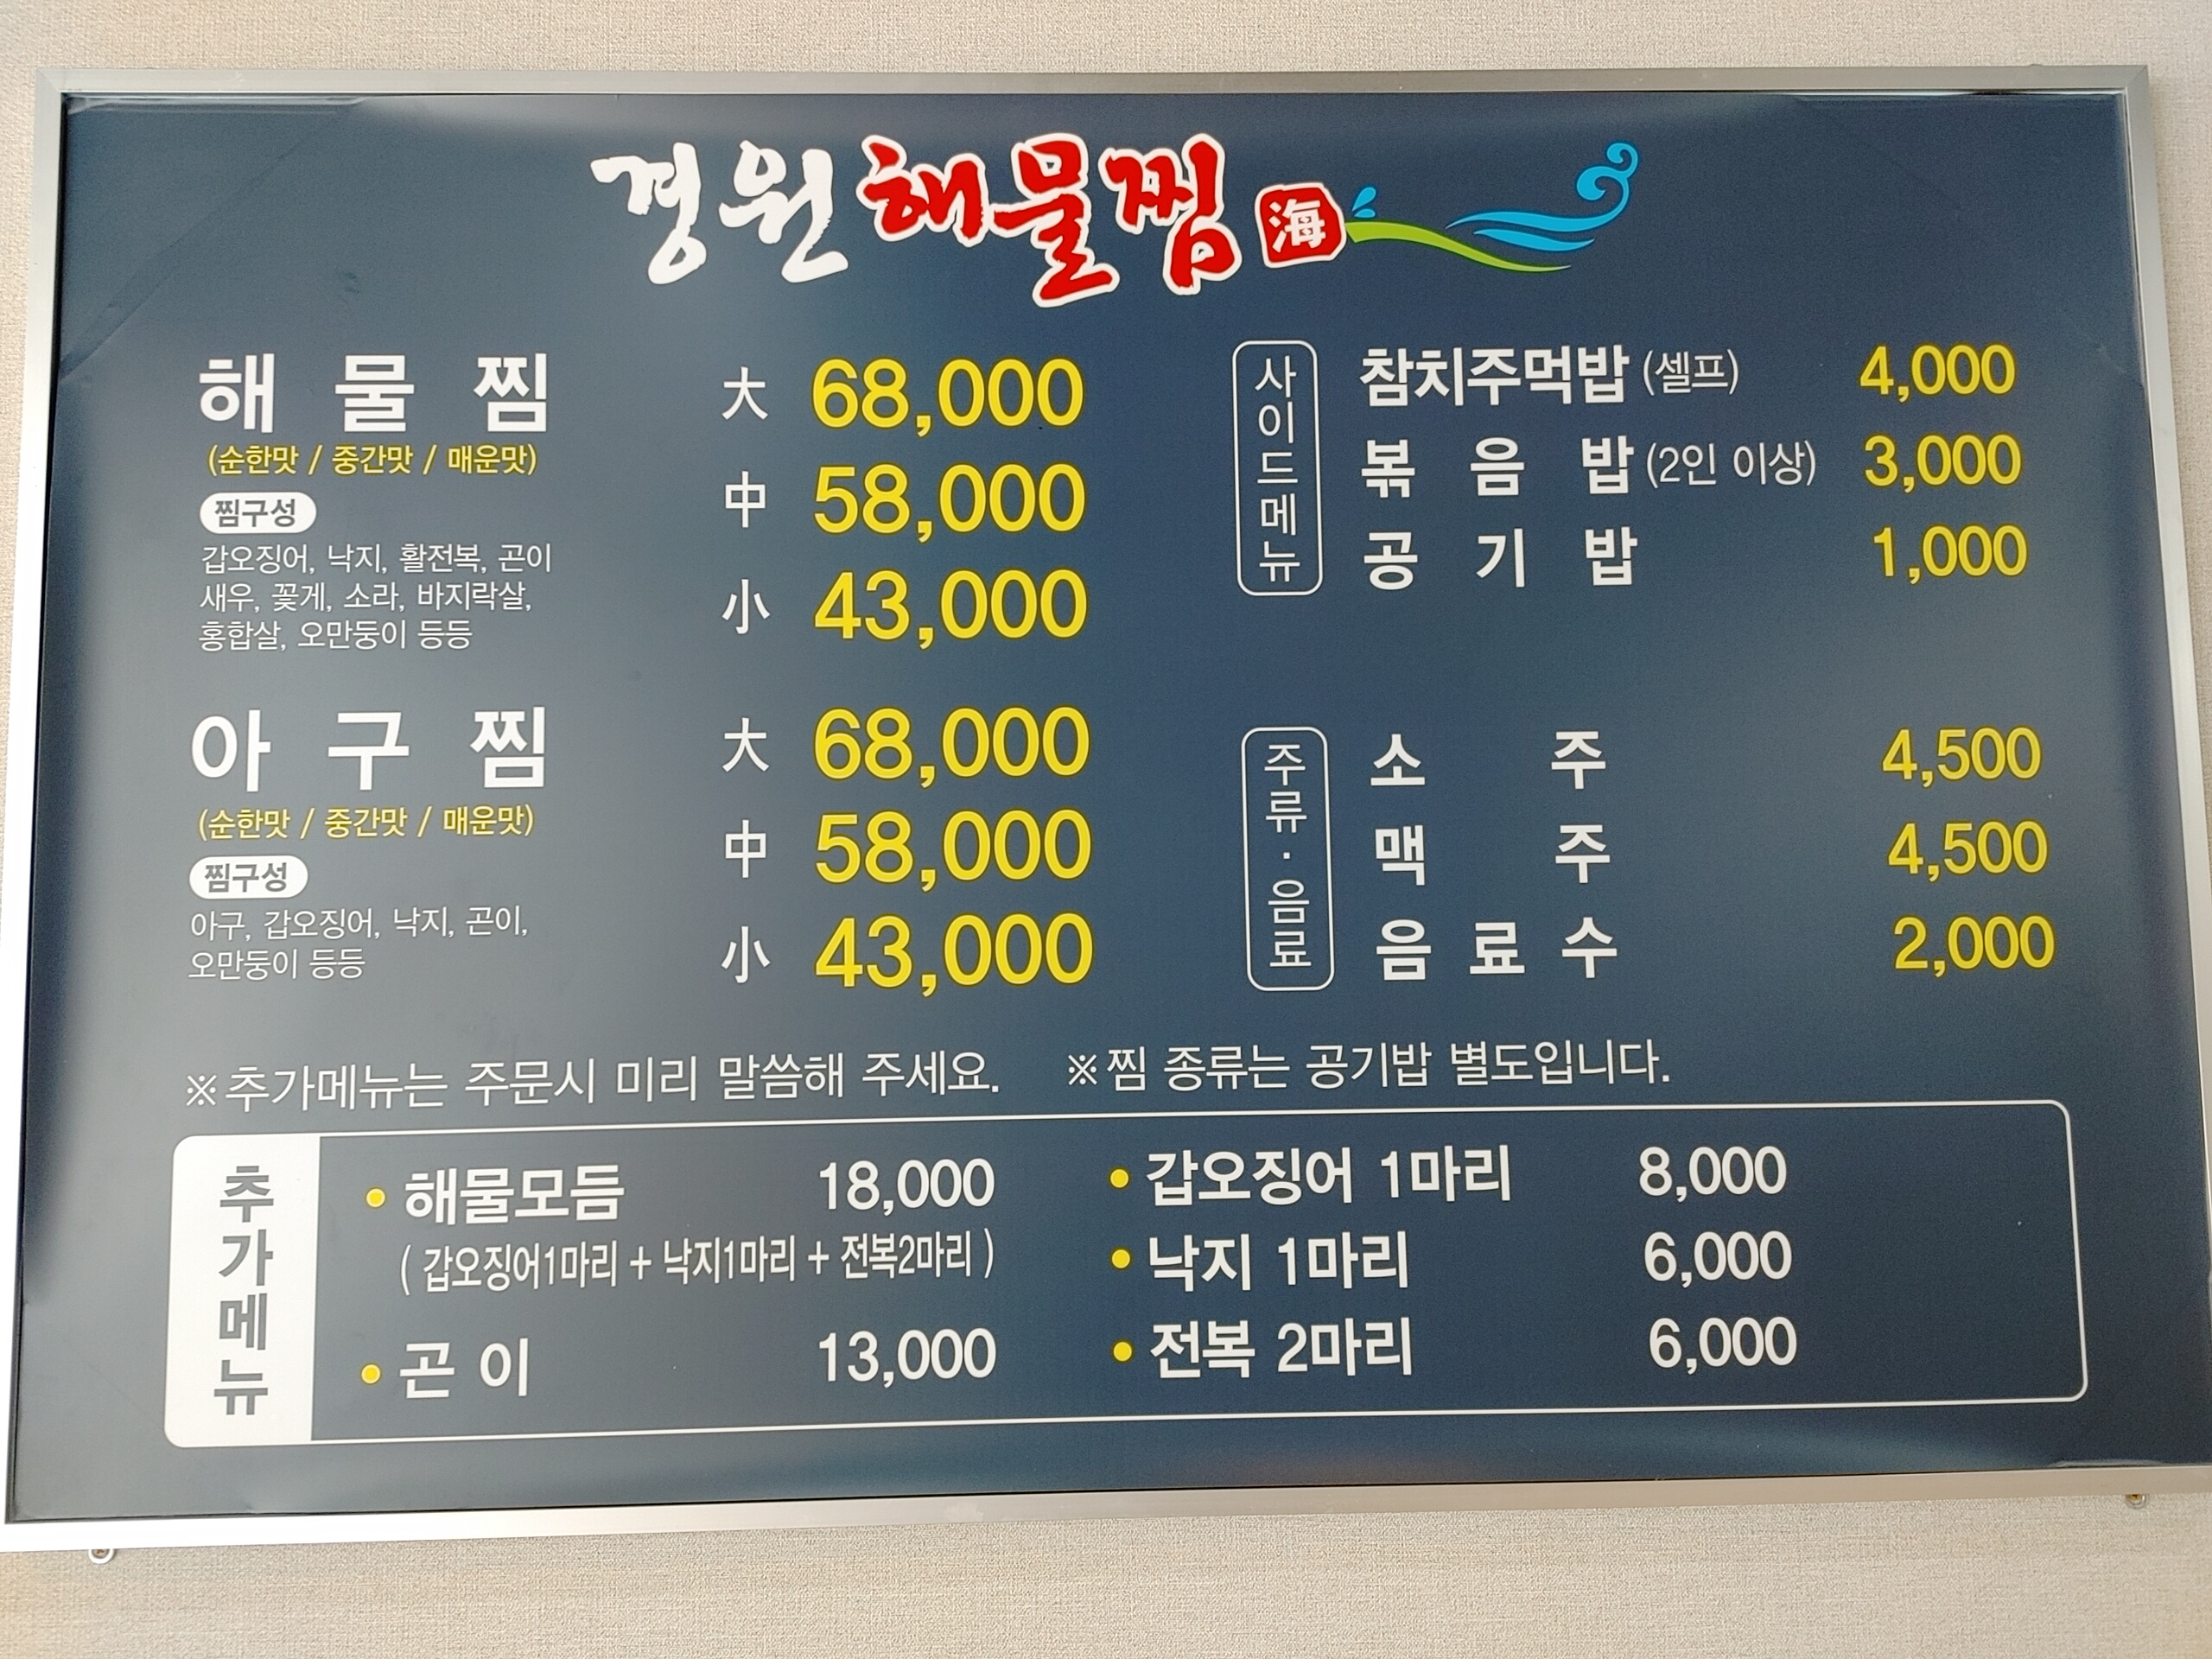 경원해물찜 海
해물찜
(순한맛 / 중간맛 / 매운맛)
찜구성
갑오징어, 낙지, 활전복, 곤이
새우, 꽃게, 소라, 바지락살,
홍합살, 오만둥이 등등
大 68,000
中 58,000
小 43,000
아구찜
(순한맛 / 중간맛 / 매운맛)
찜구성
아구, 갑오징어, 낙지, 곤이,
오만둥이 등등
大 68,000
中 58,000
小 43,000
사이드메뉴
참치주먹밥 (셀프) 4,000
볶음밥 (2인 이상) 3,000
공기밥 1,000
주류·음료
소주 4,500
맥주 4,500
음료수 2,000
※추가메뉴는 주문시 미리 말씀해 주세요.
※찜 종류는 공기밥 별도입니다.
추가메뉴
• 해물모듬 18,000
( 갑오징어1마리 + 낙지1마리 + 전복2마리 )
• 곤이 13,000
• 갑오징어 1마리 8,000
• 낙지 1마리 6,000
• 전복 2마리 6,000